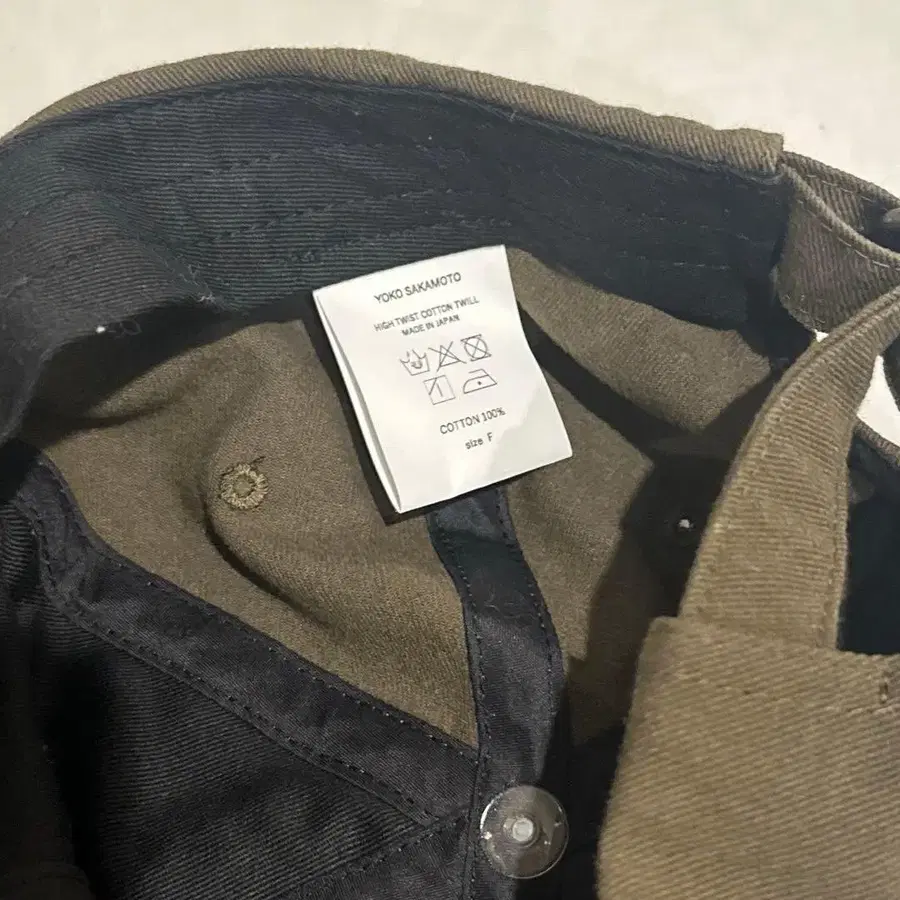 YOKO SAKAMOTO
HIGH TWIST COTTON TWILL
MADE IN JAPAN
COTTON 100%
size F